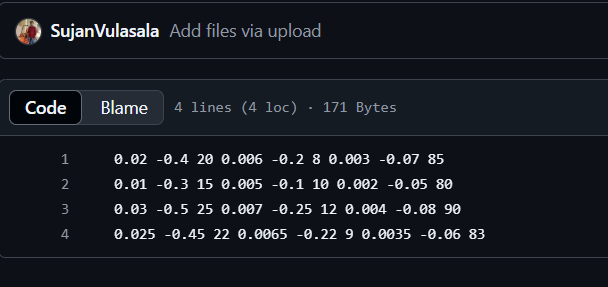 SujanVulasala Add files via upload
Code Blame 4 lines (4 loc) · 171 Bytes
1 0.02 -0.4 20 0.006 -0.2 8 0.003 -0.07 85
2 0.01 -0.3 15 0.005 -0.1 10 0.002 -0.05 80
3 0.03 -0.5 25 0.007 -0.25 12 0.004 -0.08 90
4 0.025 -0.45 22 0.0065 -0.22 9 0.0035 -0.06 83